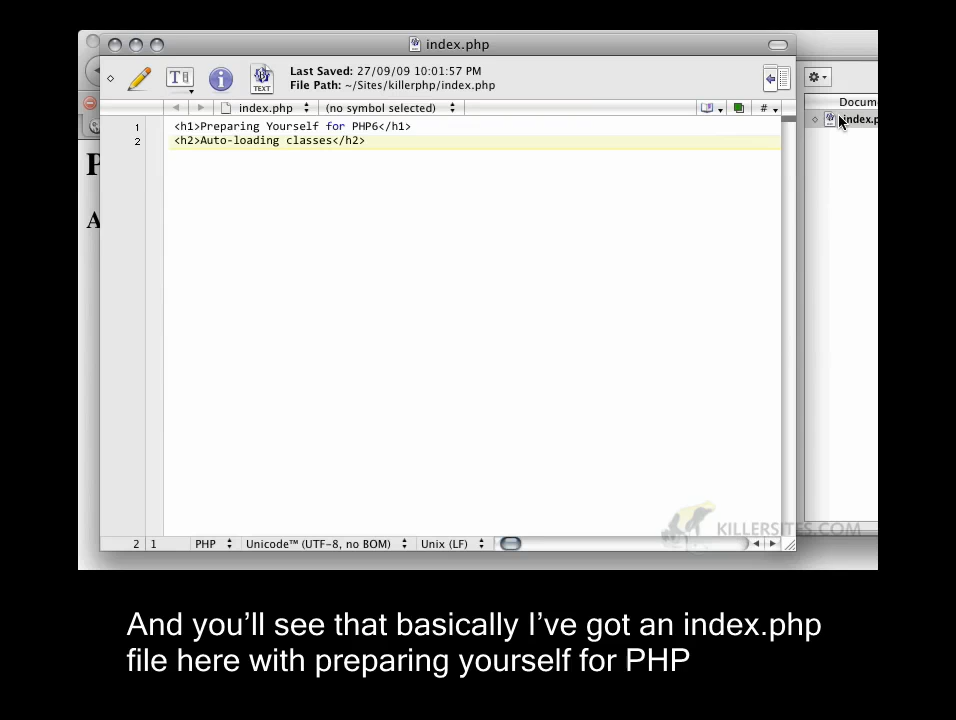 index.php
Last Saved: 27/09/09 10:01:57 PM
File Path: ~/Sites/killerphp/index.php
TEXT
index.php
(no symbol selected)
#
Docum
index.p
1 <h1>Preparing Yourself for PHP6</h1>
2 <h2>Auto-loading classes</h2>
P
A
KILLERSITES.COM
2 1 PHP Unicode™ (UTF-8, no BOM) Unix (LF)
And you’ll see that basically I’ve got an index.php
file here with preparing yourself for PHP